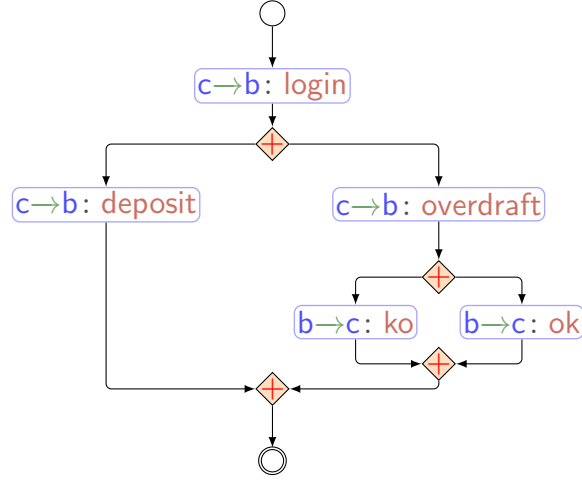 c→b: login
c→b: deposit
c→b: overdraft
b→c: ko
b→c: ok